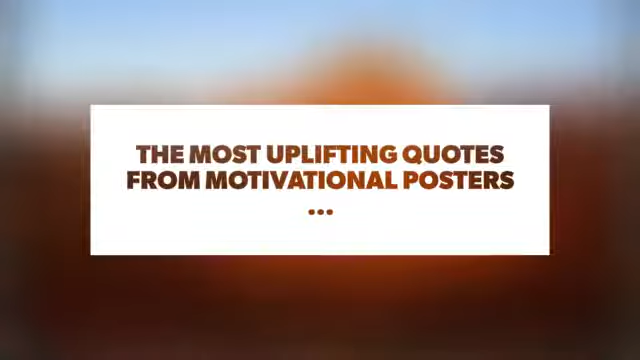 THE MOST UPLIFTING QUOTES
FROM MOTIVATIONAL POSTERS
...